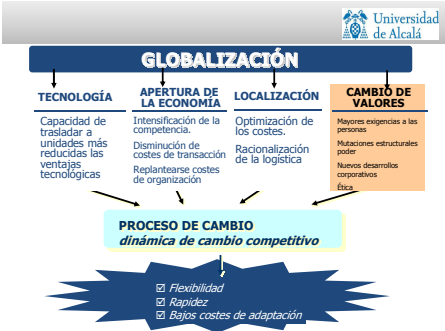 Universidad
de Alcalá
GLOBALIZACIÓN
TECNOLOGÍA
Capacidad de
trasladar a
unidades más
reducidas las
ventajas
tecnológicas
APERTURA DE
LA ECONOMÍA
Intensificación de la
competencia.
Disminución de
costes de transacción
Replantearse costes
de organización
LOCALIZACIÓN
Optimización de
los costes.
Racionalización
de la logística
CAMBIO DE
VALORES
Mayores exigencias a las
personas
Mutaciones estructurales
poder
Nuevos desarrollos
corporativos
Ética
PROCESO DE CAMBIO
dinámica de cambio competitivo
☑ Flexibilidad
☑ Rapidez
☑ Bajos costes de adaptación